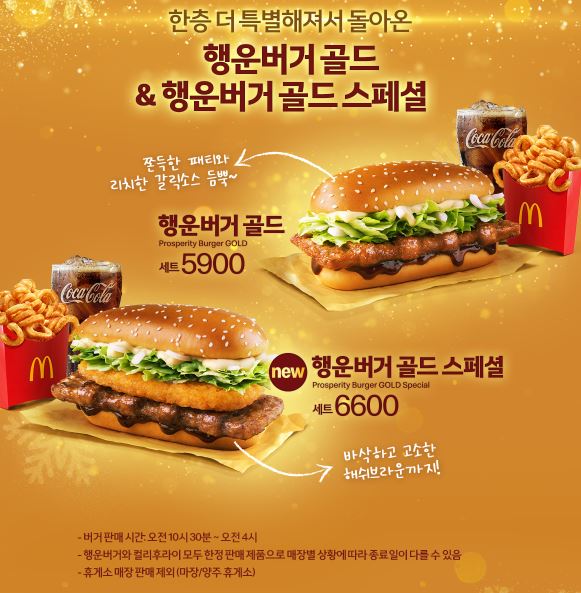 한층 더 특별해져서 돌아온
행운버거 골드
& 행운버거 골드 스페셜
쫀득한 패티와
리치한 갈릭소스 듬뿍~
Coca-Cola
행운버거 골드
Prosperity Burger GOLD
세트 5900
Coca-Cola
new 행운버거 골드 스페셜
Prosperity Burger GOLD Special
세트 6600
바삭하고 고소한
해쉬브라운까지!
- 버거 판매 시간: 오전 10시 30분 ~ 오전 4시
- 행운버거와 컬리후라이 모두 한정 판매 제품으로 매장별 상황에 따라 종료일이 다를 수 있음
- 휴게소 매장 판매 제외 (마장/양주 휴게소)